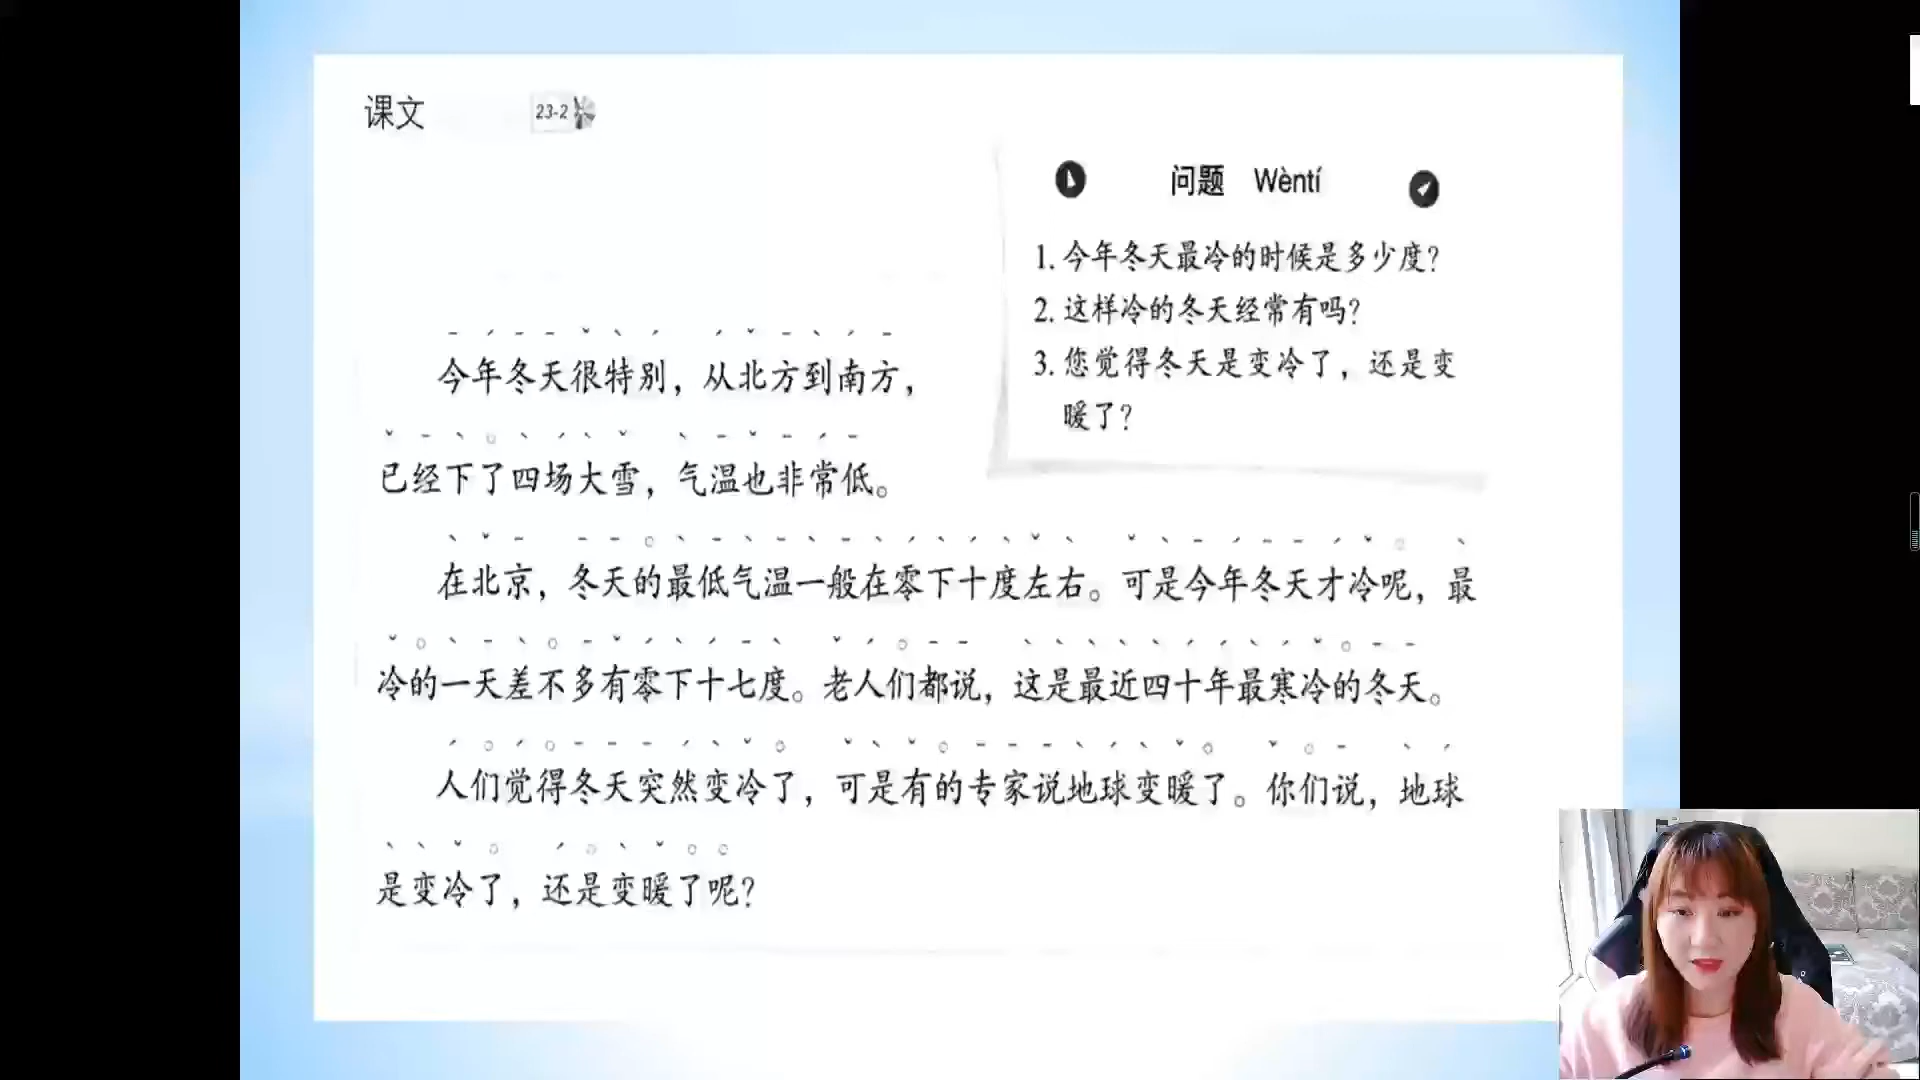 课文
23-2
问题 Wèntí
1. 今年冬天最冷的时候是多少度?
2. 这样冷的冬天经常有吗?
3. 您觉得冬天是变冷了，还是变
暖了?
今年冬天很特别，从北方到南方，
已经下了四场大雪，气温也非常低。
在北京，冬天的最低气温一般在零下十度左右。可是今年冬天才冷呢，最
冷的一天差不多有零下十七度。老人们都说，这是最近四十年最寒冷的冬天。
人们觉得冬天突然变冷了，可是有的专家说地球变暖了。你们说，地球
是变冷了，还是变暖了呢?